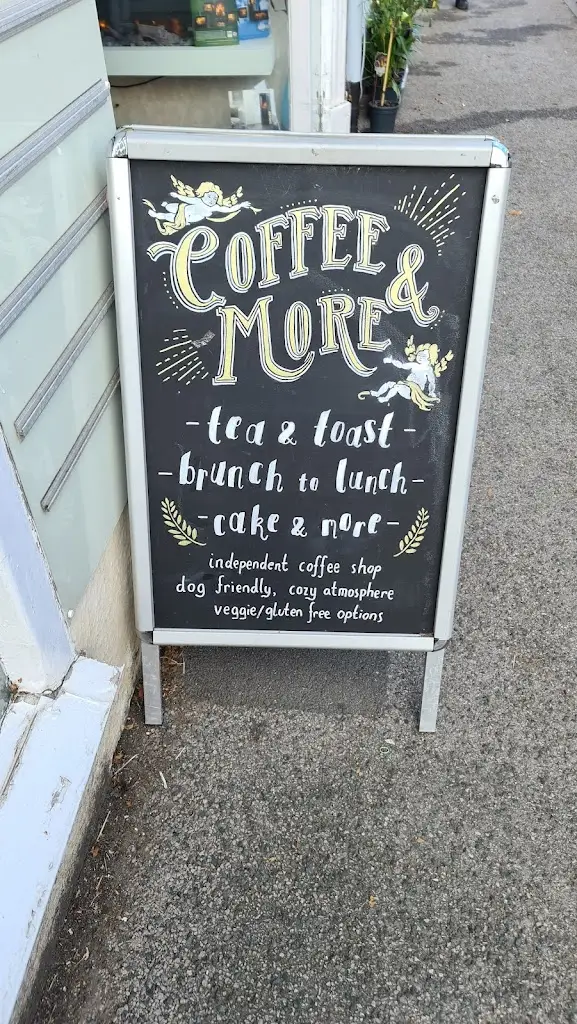 COFFEE &
MORE
- tea & toast -
- brunch to lunch -
- cake & more -
independent coffee shop
dog friendly, cozy atmosphere
veggie/gluten free options